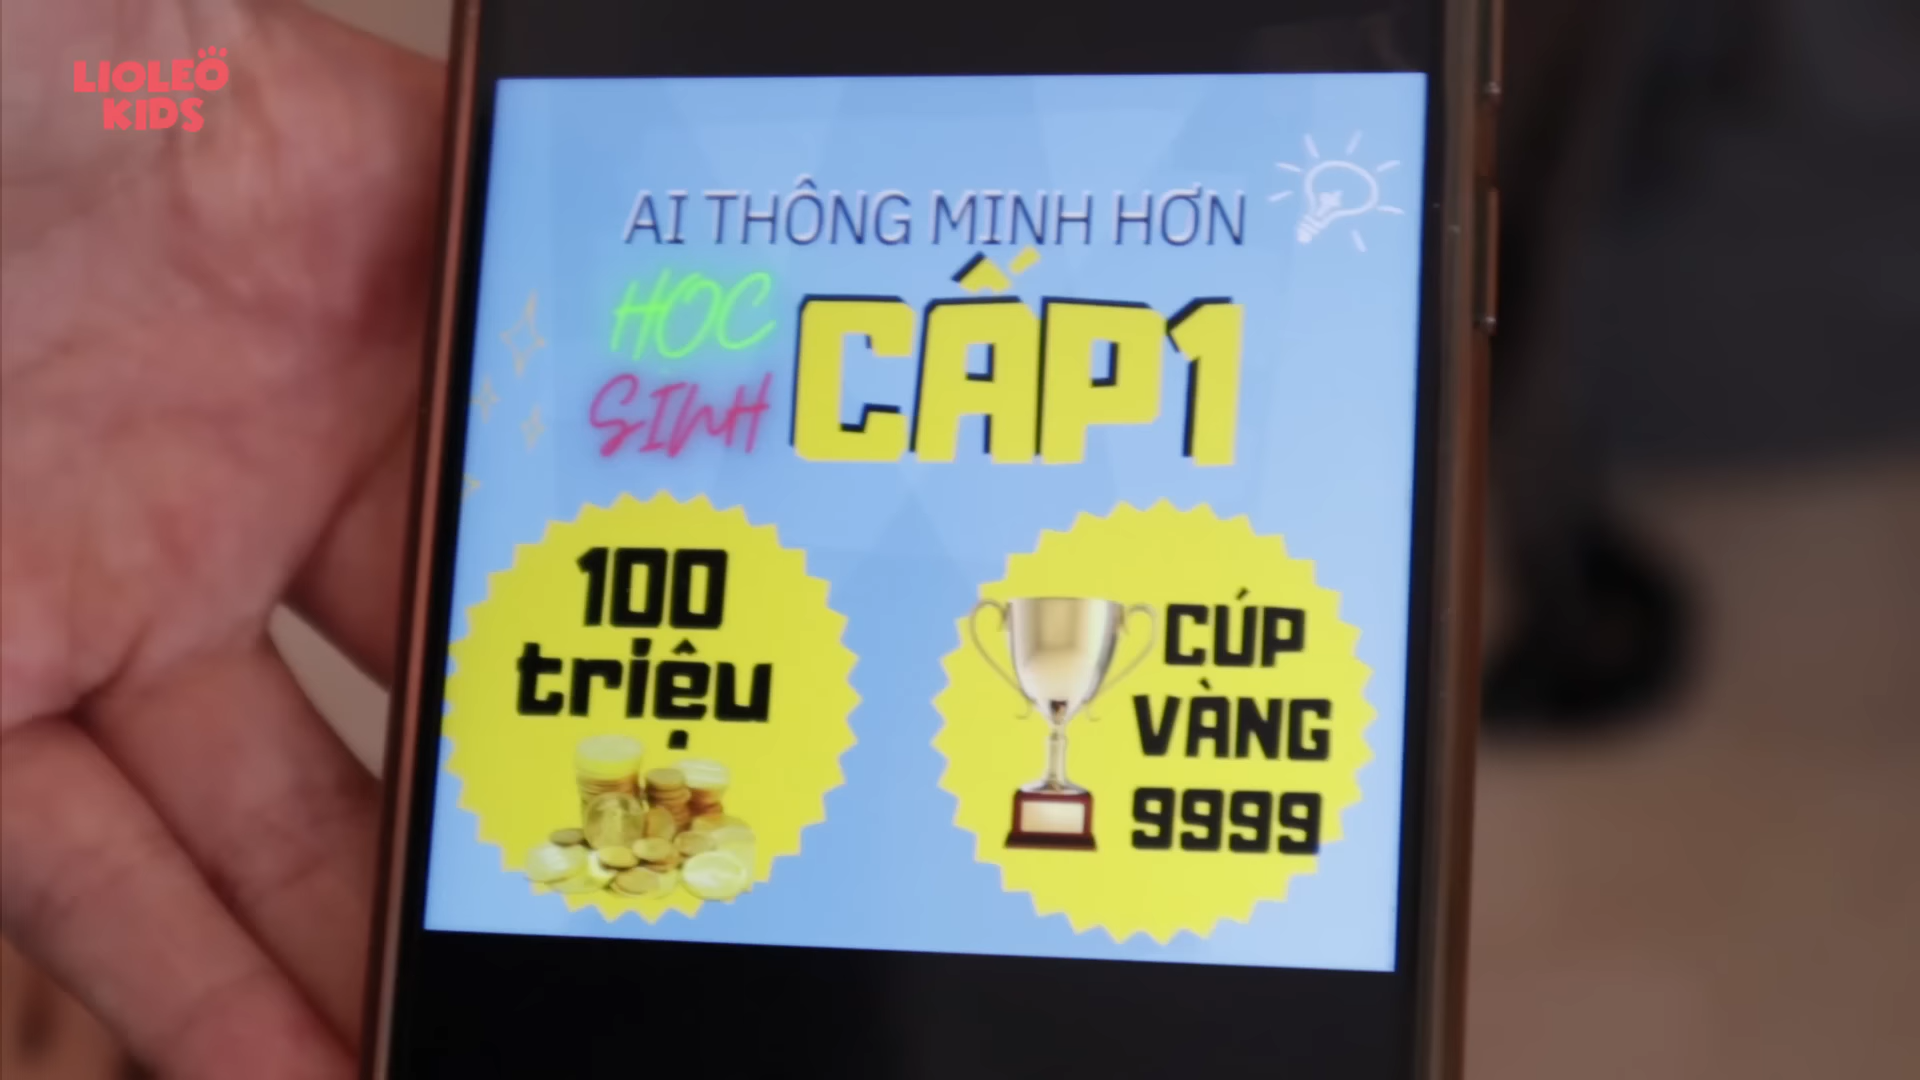 LIOLEO
KIDS
AI THÔNG MINH HƠN
HỌC
SINH
CẤP1
100
triệu
CÚP
VÀNG
9999